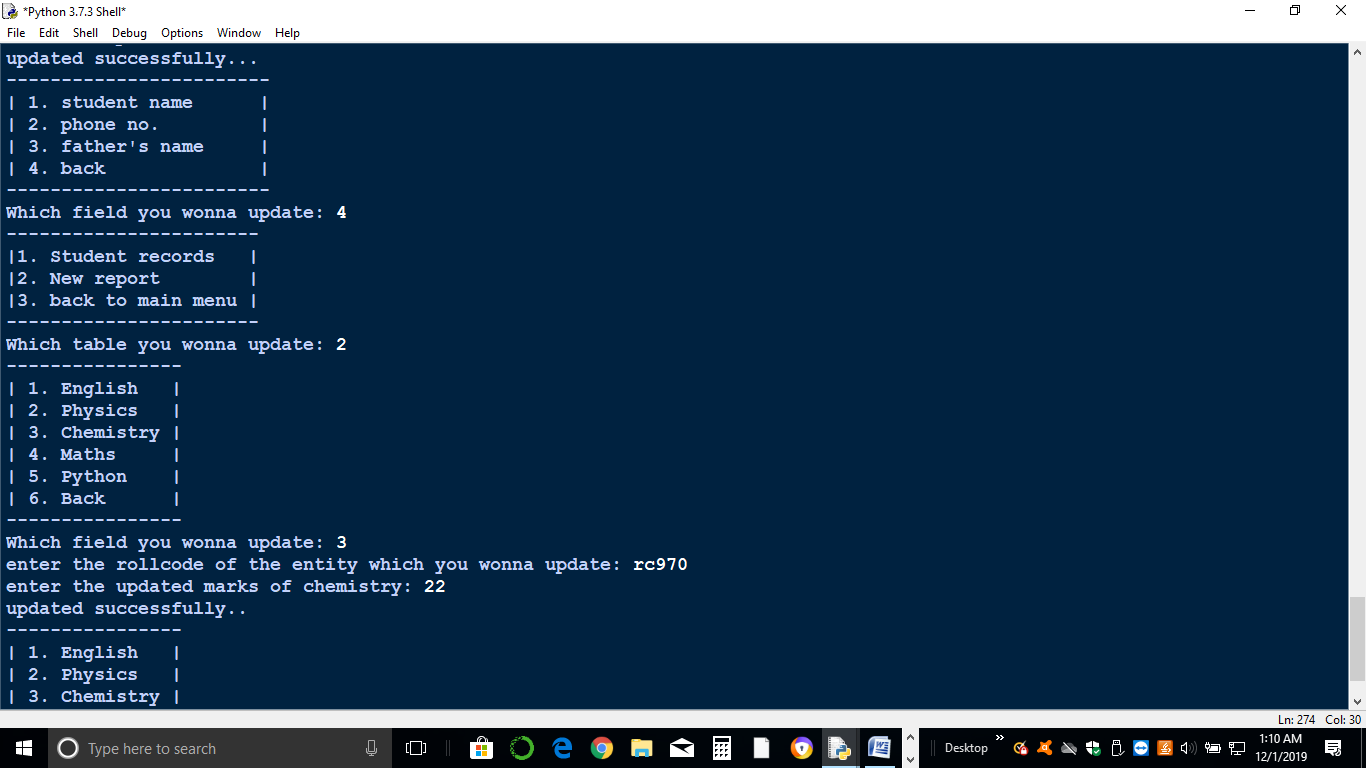 *Python 3.7.3 Shell*
File Edit Shell Debug Options Window Help
updated successfully...
------------------------
| 1. student name      |
| 2. phone no.         |
| 3. father's name     |
| 4. back              |
------------------------
Which field you wonna update: 4
-----------------------
|1. Student records   |
|2. New report        |
|3. back to main menu |
-----------------------
Which table you wonna update: 2
----------------
| 1. English   |
| 2. Physics   |
| 3. Chemistry |
| 4. Maths     |
| 5. Python    |
| 6. Back      |
----------------
Which field you wonna update: 3
enter the rollcode of the entity which you wonna update: rc970
enter the updated marks of chemistry: 22
updated successfully..
----------------
| 1. English   |
| 2. Physics   |
| 3. Chemistry |
Ln: 274 Col: 30
Type here to search
Desktop
1:10 AM
12/1/2019